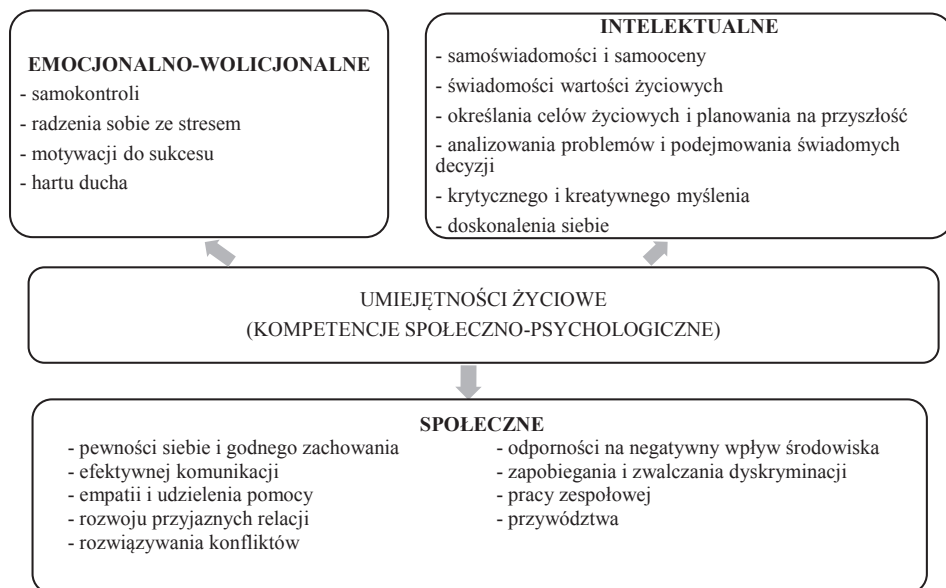 EMOCJONALNO-WOLICJONALNE
- samokontroli
- radzenia sobie ze stresem
- motywacji do sukcesu
- hartu ducha
INTELEKTUALNE
- samoświadomości i samooceny
- świadomości wartości życiowych
- określania celów życiowych i planowania na przyszłość
- analizowania problemów i podejmowania świadomych
decyzji
- krytycznego i kreatywnego myślenia
- doskonalenia siebie
UMIEJĘTNOŚCI ŻYCIOWE
(KOMPETENCJE SPOŁECZNO-PSYCHOLOGICZNE)
SPOŁECZNE
- pewności siebie i godnego zachowania
- efektywnej komunikacji
- empatii i udzielenia pomocy
- rozwoju przyjaznych relacji
- rozwiązywania konfliktów
- odporności na negatywny wpływ środowiska
- zapobiegania i zwalczania dyskryminacji
- pracy zespołowej
- przywództwa